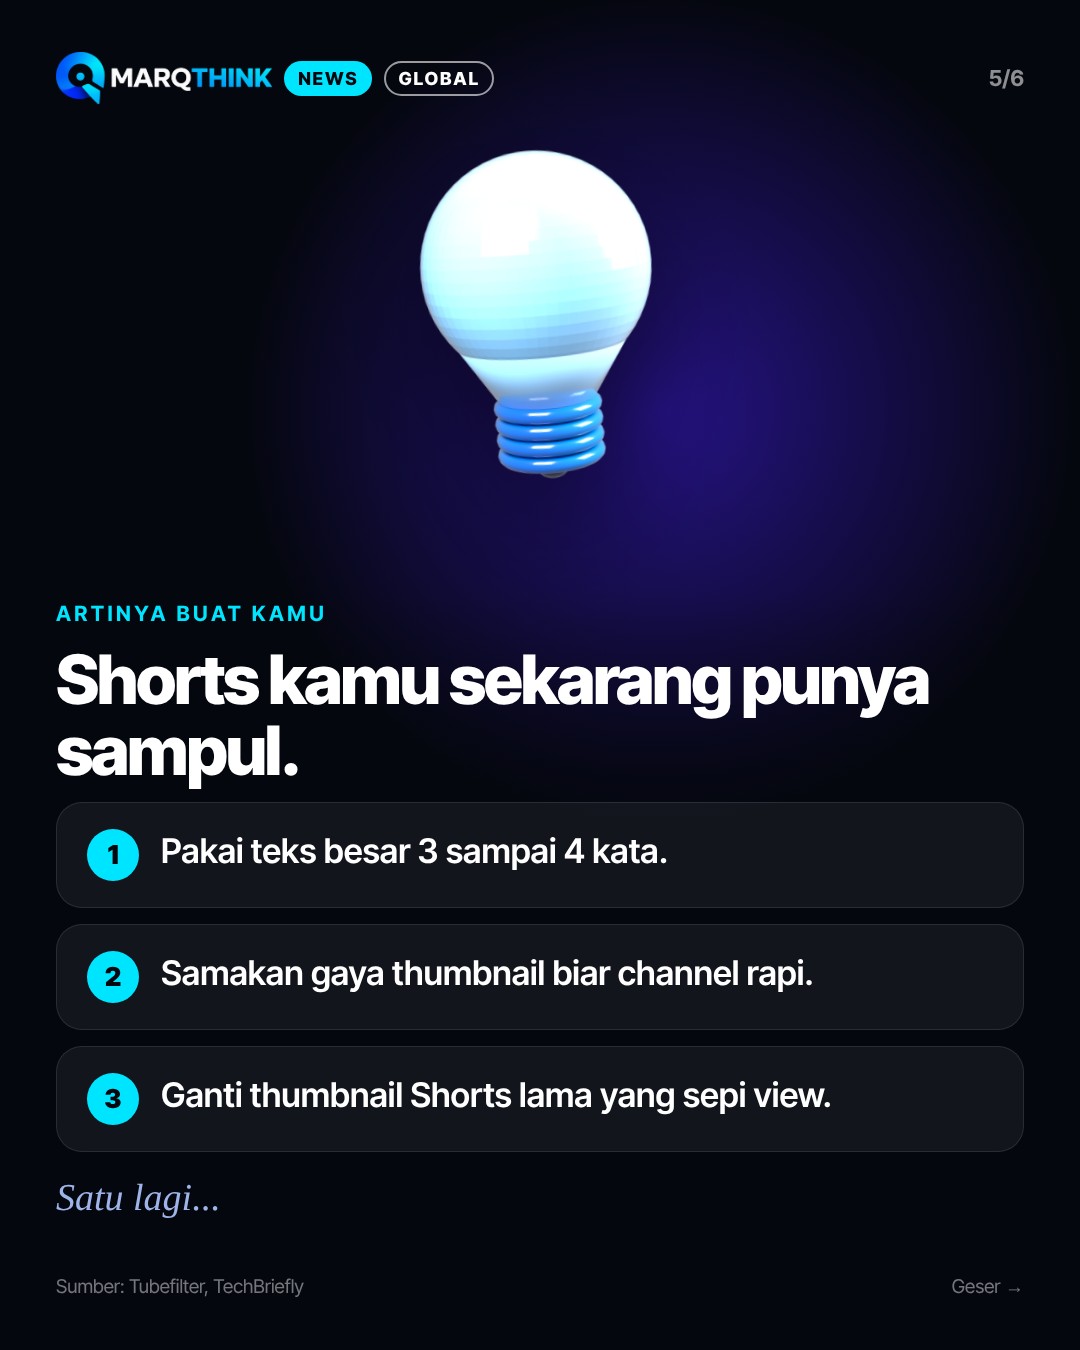 MARQTHINK NEWS GLOBAL 5/6
ARTINYA BUAT KAMU
Shorts kamu sekarang punya
sampul.
1 Pakai teks besar 3 sampai 4 kata.
2 Samakan gaya thumbnail biar channel rapi.
3 Ganti thumbnail Shorts lama yang sepi view.
Satu lagi...
Sumber: Tubefilter, TechBriefly Geser →